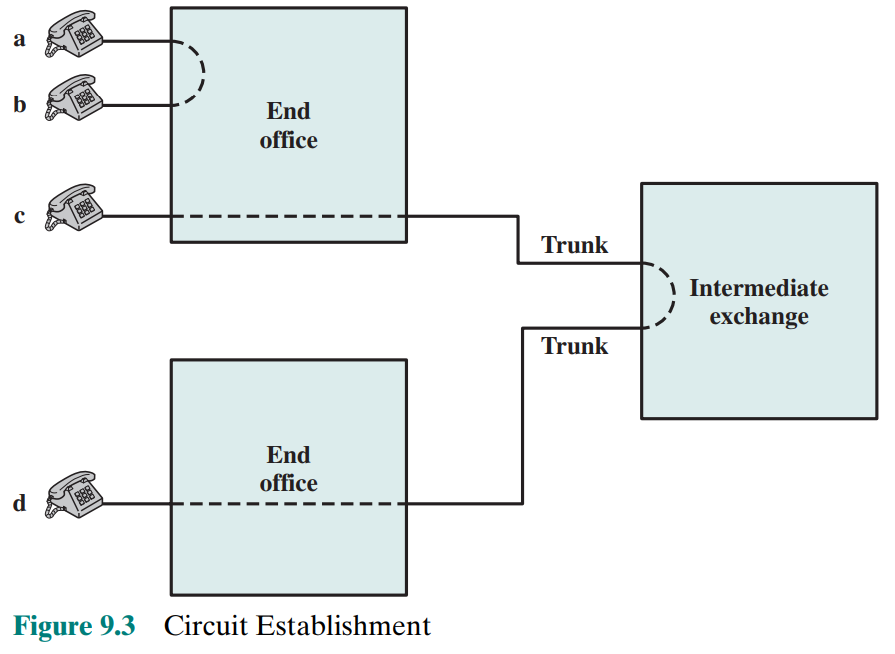 a
b
End
office
c
Trunk
Intermediate
exchange
Trunk
End
office
d
Figure 9.3 Circuit Establishment